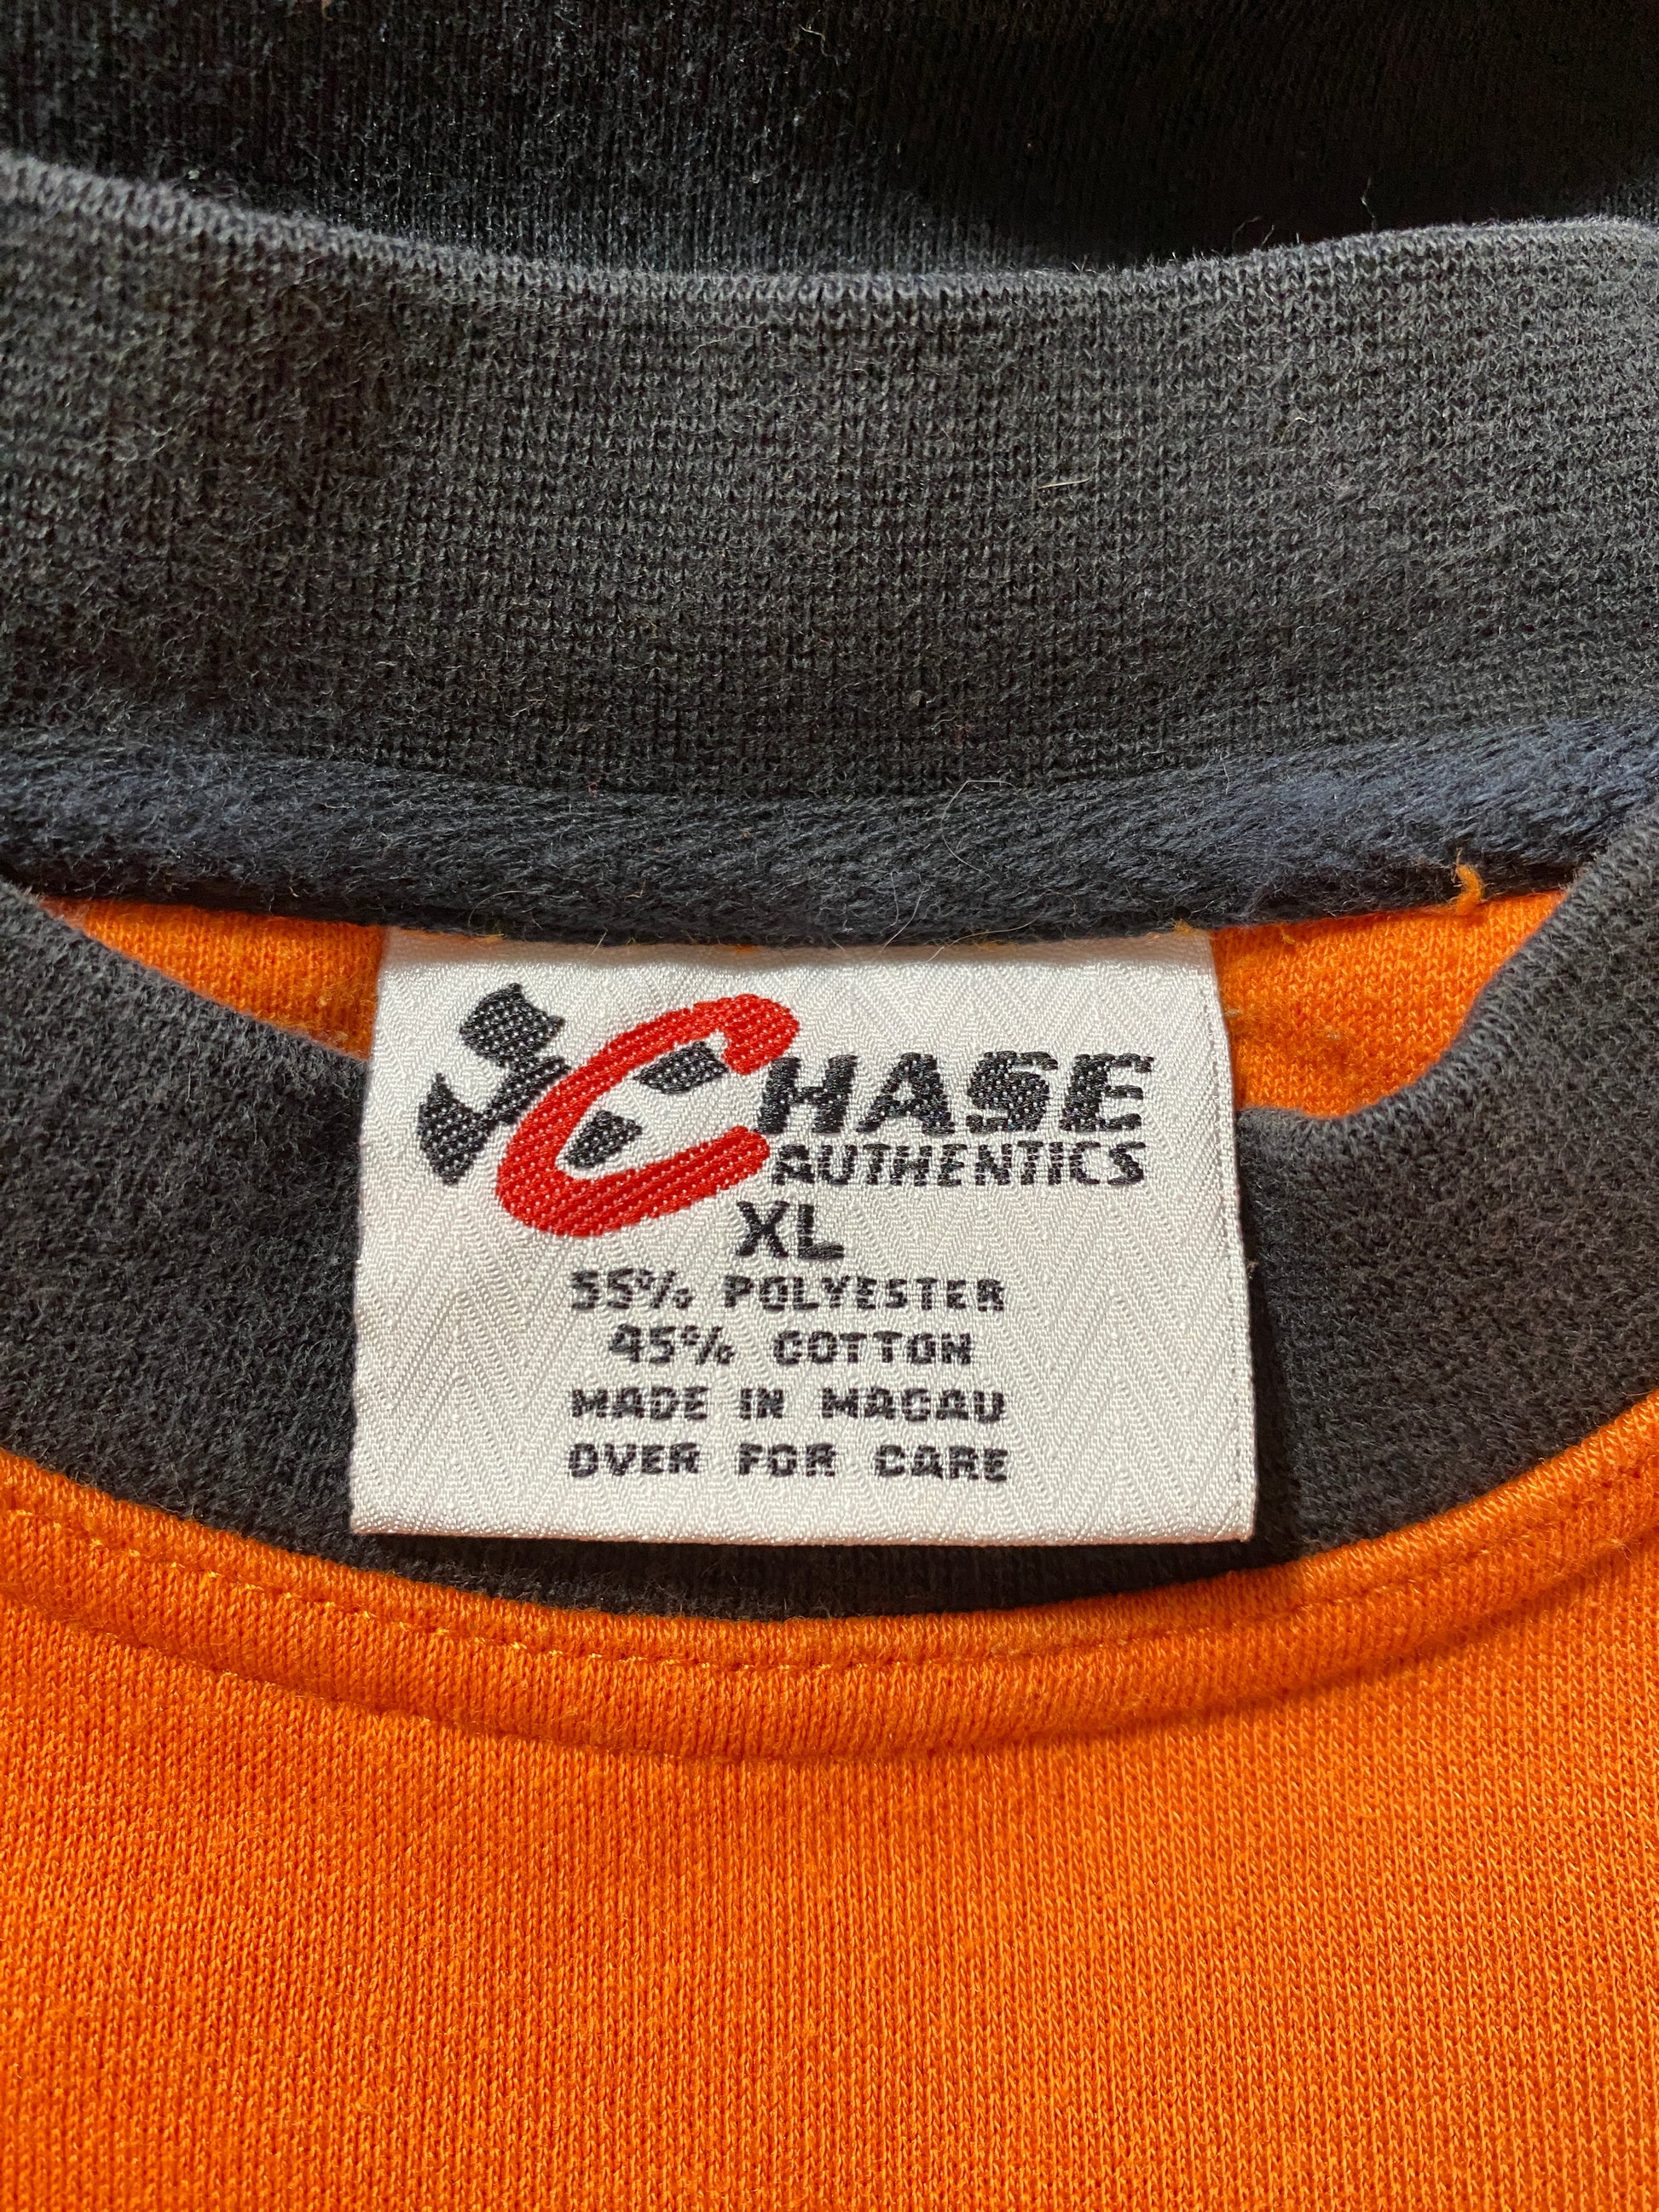 CHASE
AUTHENTICS
XL
55% POLYESTER
45% COTTON
MADE IN MACAU
OVER FOR CARE